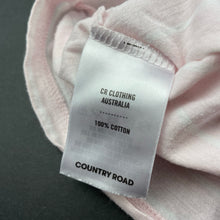 CR CLOTHING
AUSTRALIA
100% COTTON
COUNTRY ROAD